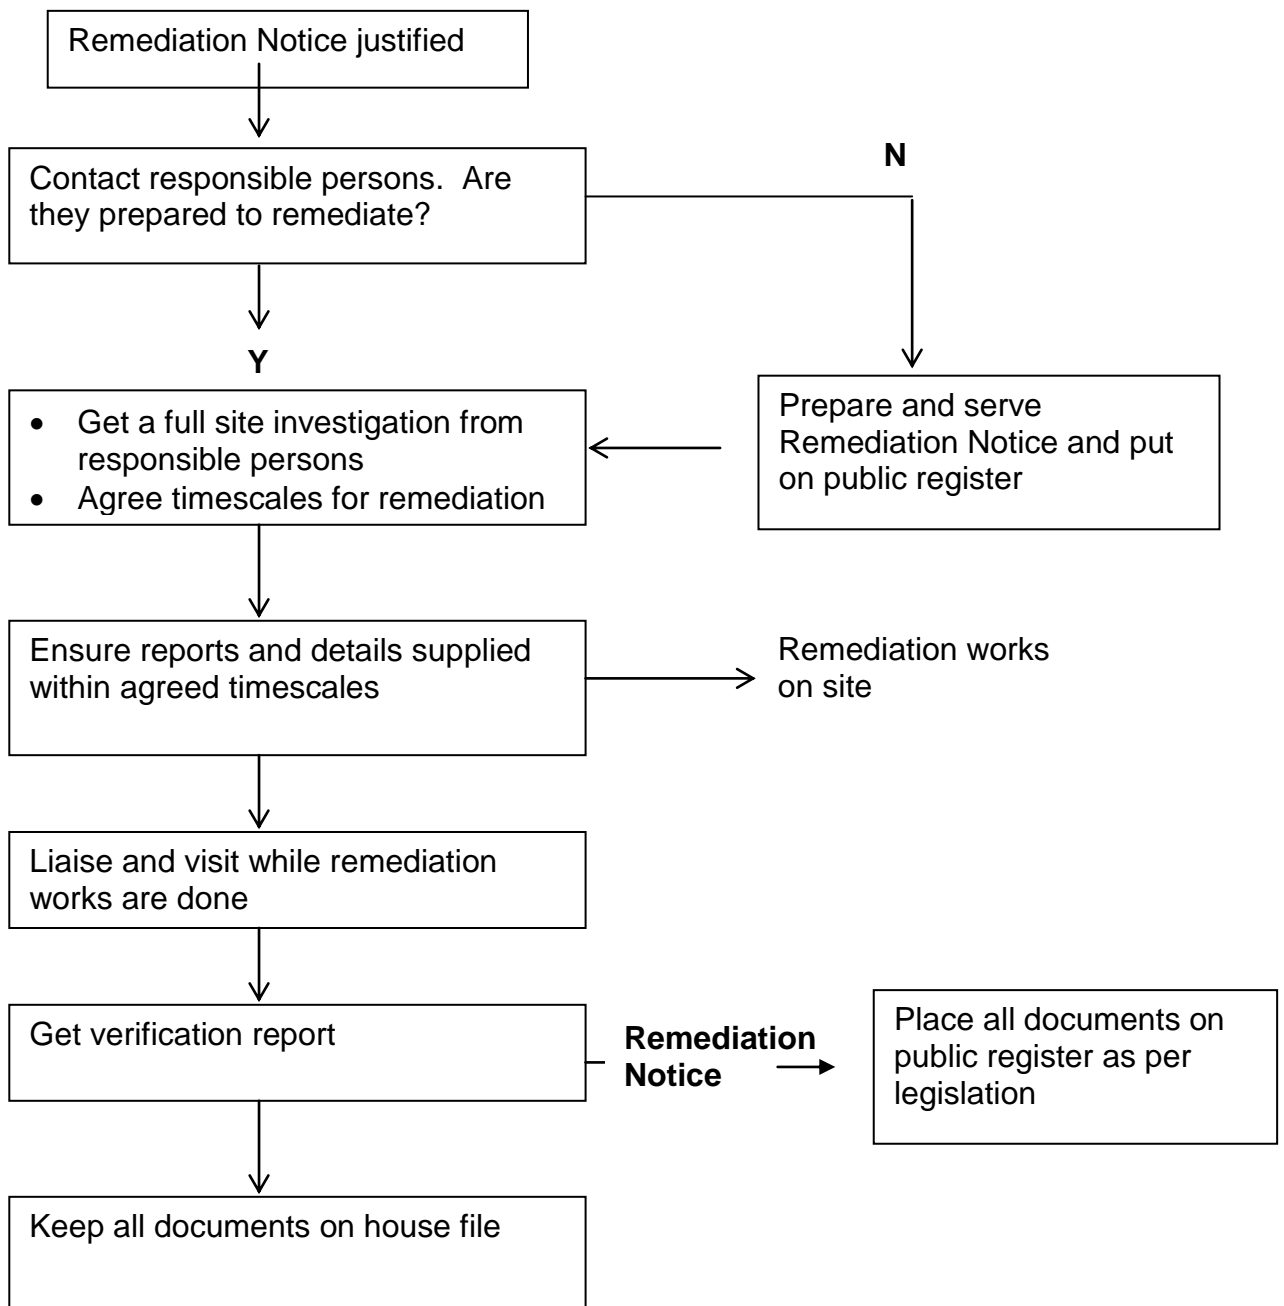 Remediation Notice justified
Contact responsible persons.  Are
they prepared to remediate?
N
Y
• Get a full site investigation from
responsible persons
• Agree timescales for remediation
Prepare and serve
Remediation Notice and put
on public register
Ensure reports and details supplied
within agreed timescales
Remediation works
on site
Liaise and visit while remediation
works are done
Get verification report
Remediation
Notice
Place all documents on
public register as per
legislation
Keep all documents on house file